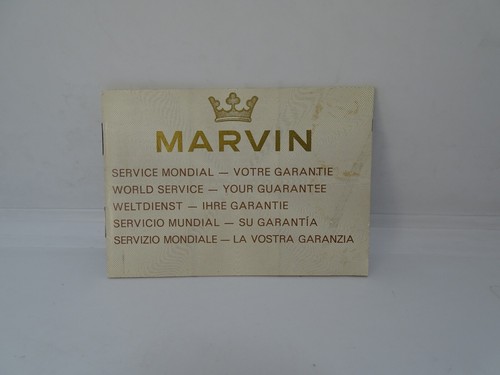 MARVIN
SERVICE MONDIAL — VOTRE GARANTIE
WORLD SERVICE — YOUR GUARANTEE
WELTDIENST — IHRE GARANTIE
SERVICIO MUNDIAL — SU GARANTÍA
SERVIZIO MONDIALE — LA VOSTRA GARANZIA